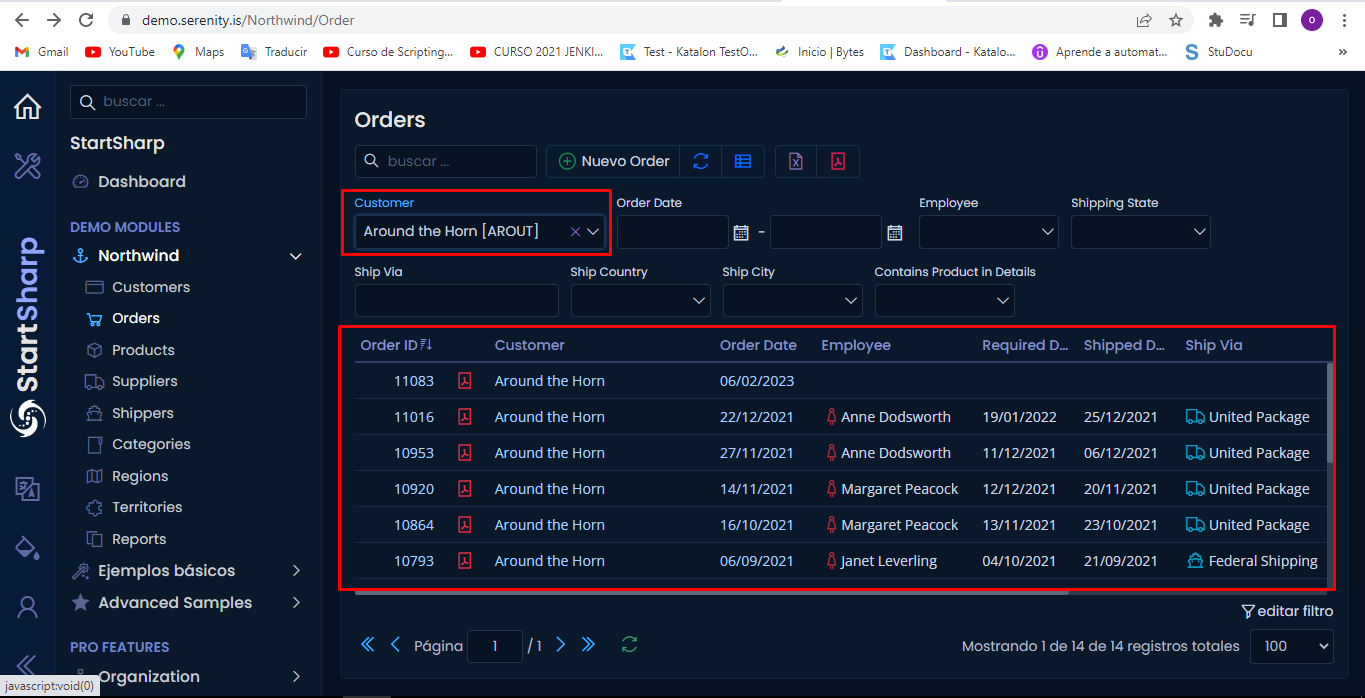 demo.serenity.is/Northwind/Order
O
Gmail YouTube Maps Traducir Curso de Scripting... CURSO 2021 JENKI... Test - Katalon TestO... Inicio | Bytes Dashboard - Katalo... Aprende a automat... StuDocu »
StartSharp
buscar ...
StartSharp
Dashboard
DEMO MODULES
Northwind
Customers
Orders
Products
Suppliers
Shippers
Categories
Regions
Territories
Reports
Ejemplos básicos
Advanced Samples
PRO FEATURES
Organization
javascript:void(0)
Orders
buscar ... Nuevo Order
Customer Order Date Employee Shipping State
Around the Horn [AROUT] –
Ship Via Ship Country Ship City Contains Product in Details
Order ID Customer Order Date Employee Required D... Shipped D... Ship Via
11083 Around the Horn 06/02/2023
11016 Around the Horn 22/12/2021 Anne Dodsworth 19/01/2022 25/12/2021 United Package
10953 Around the Horn 27/11/2021 Anne Dodsworth 11/12/2021 06/12/2021 United Package
10920 Around the Horn 14/11/2021 Margaret Peacock 12/12/2021 20/11/2021 United Package
10864 Around the Horn 16/10/2021 Margaret Peacock 13/11/2021 23/10/2021 United Package
10793 Around the Horn 06/09/2021 Janet Leverling 04/10/2021 21/09/2021 Federal Shipping
editar filtro
Página 1 / 1 Mostrando 1 de 14 de 14 registros totales 100